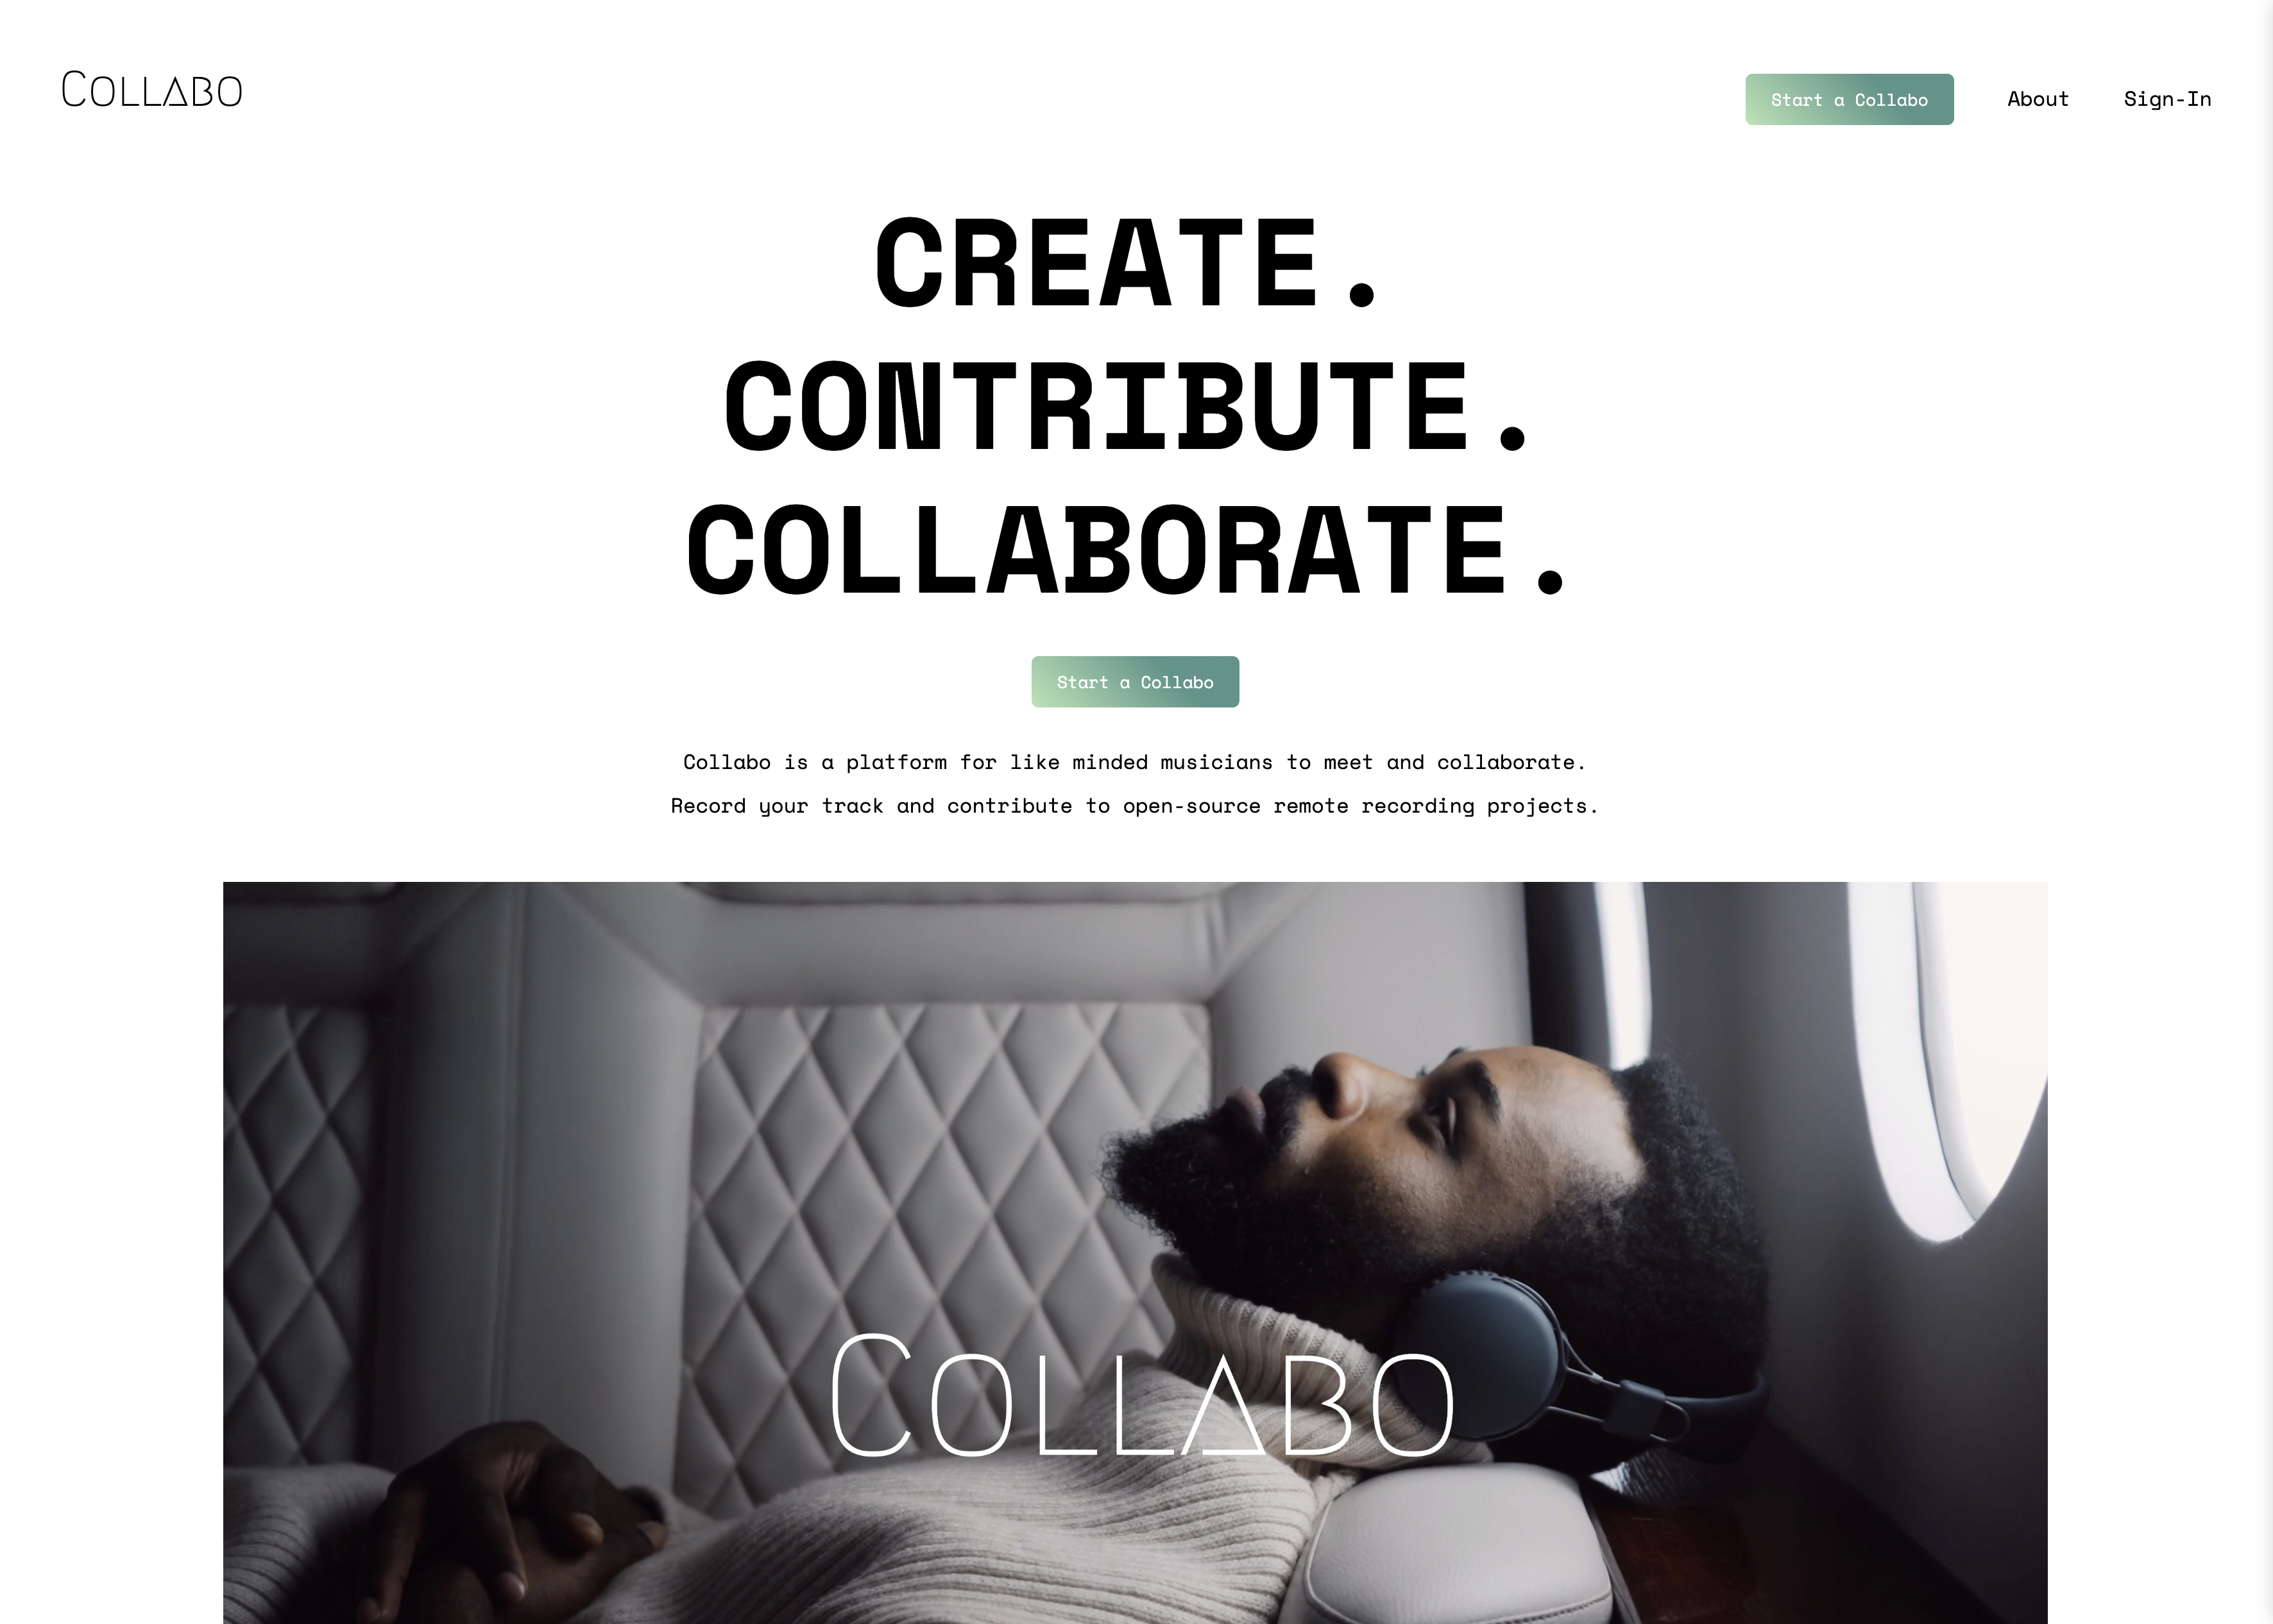 COLLABO
Start a Collabo
About
Sign-In
CREATE.
CONTRIBUTE.
COLLABORATE.
Start a Collabo
Collabo is a platform for like minded musicians to meet and collaborate.
Record your track and contribute to open-source remote recording projects.
COLLABO